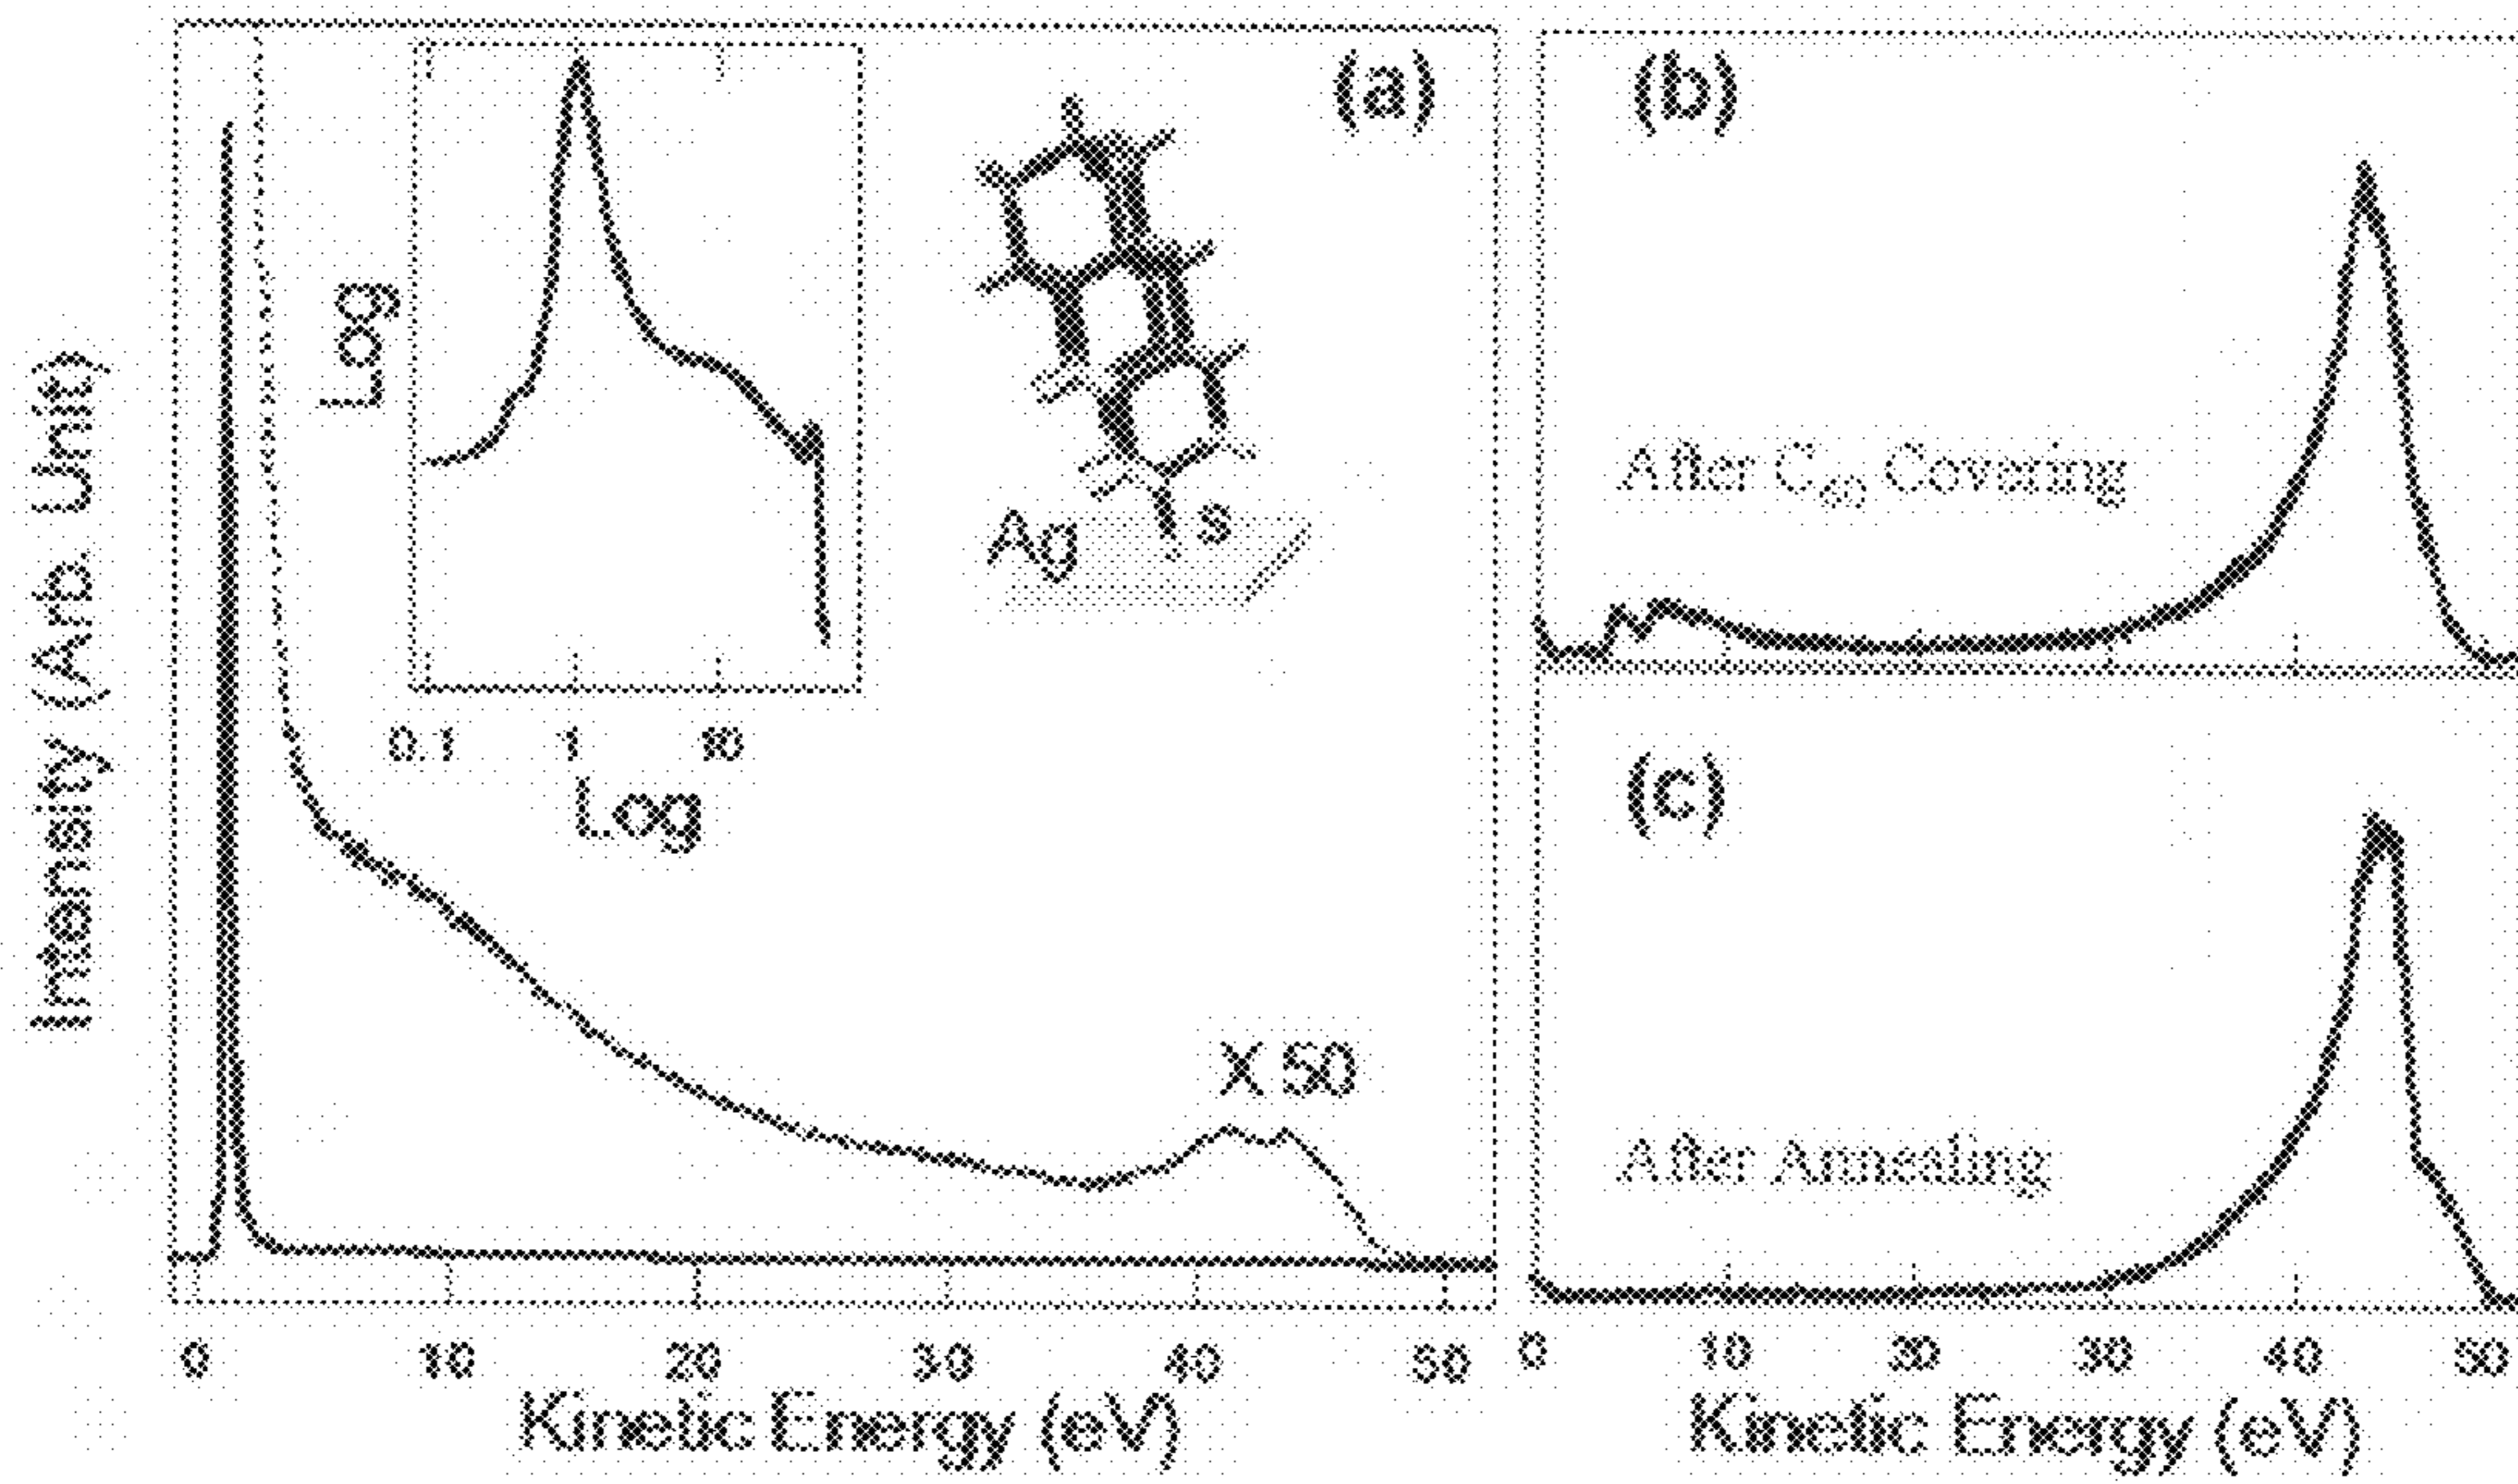 (a)
Intensity (Arb. Unit)
Log
0.1 1 10
Log
Ag S
X 50
0 10 20 30 40 50
Kinetic Energy (eV)
(b)
After C₆₀ Covering
(c)
After Annealing
0 10 20 30 40 50
Kinetic Energy (eV)